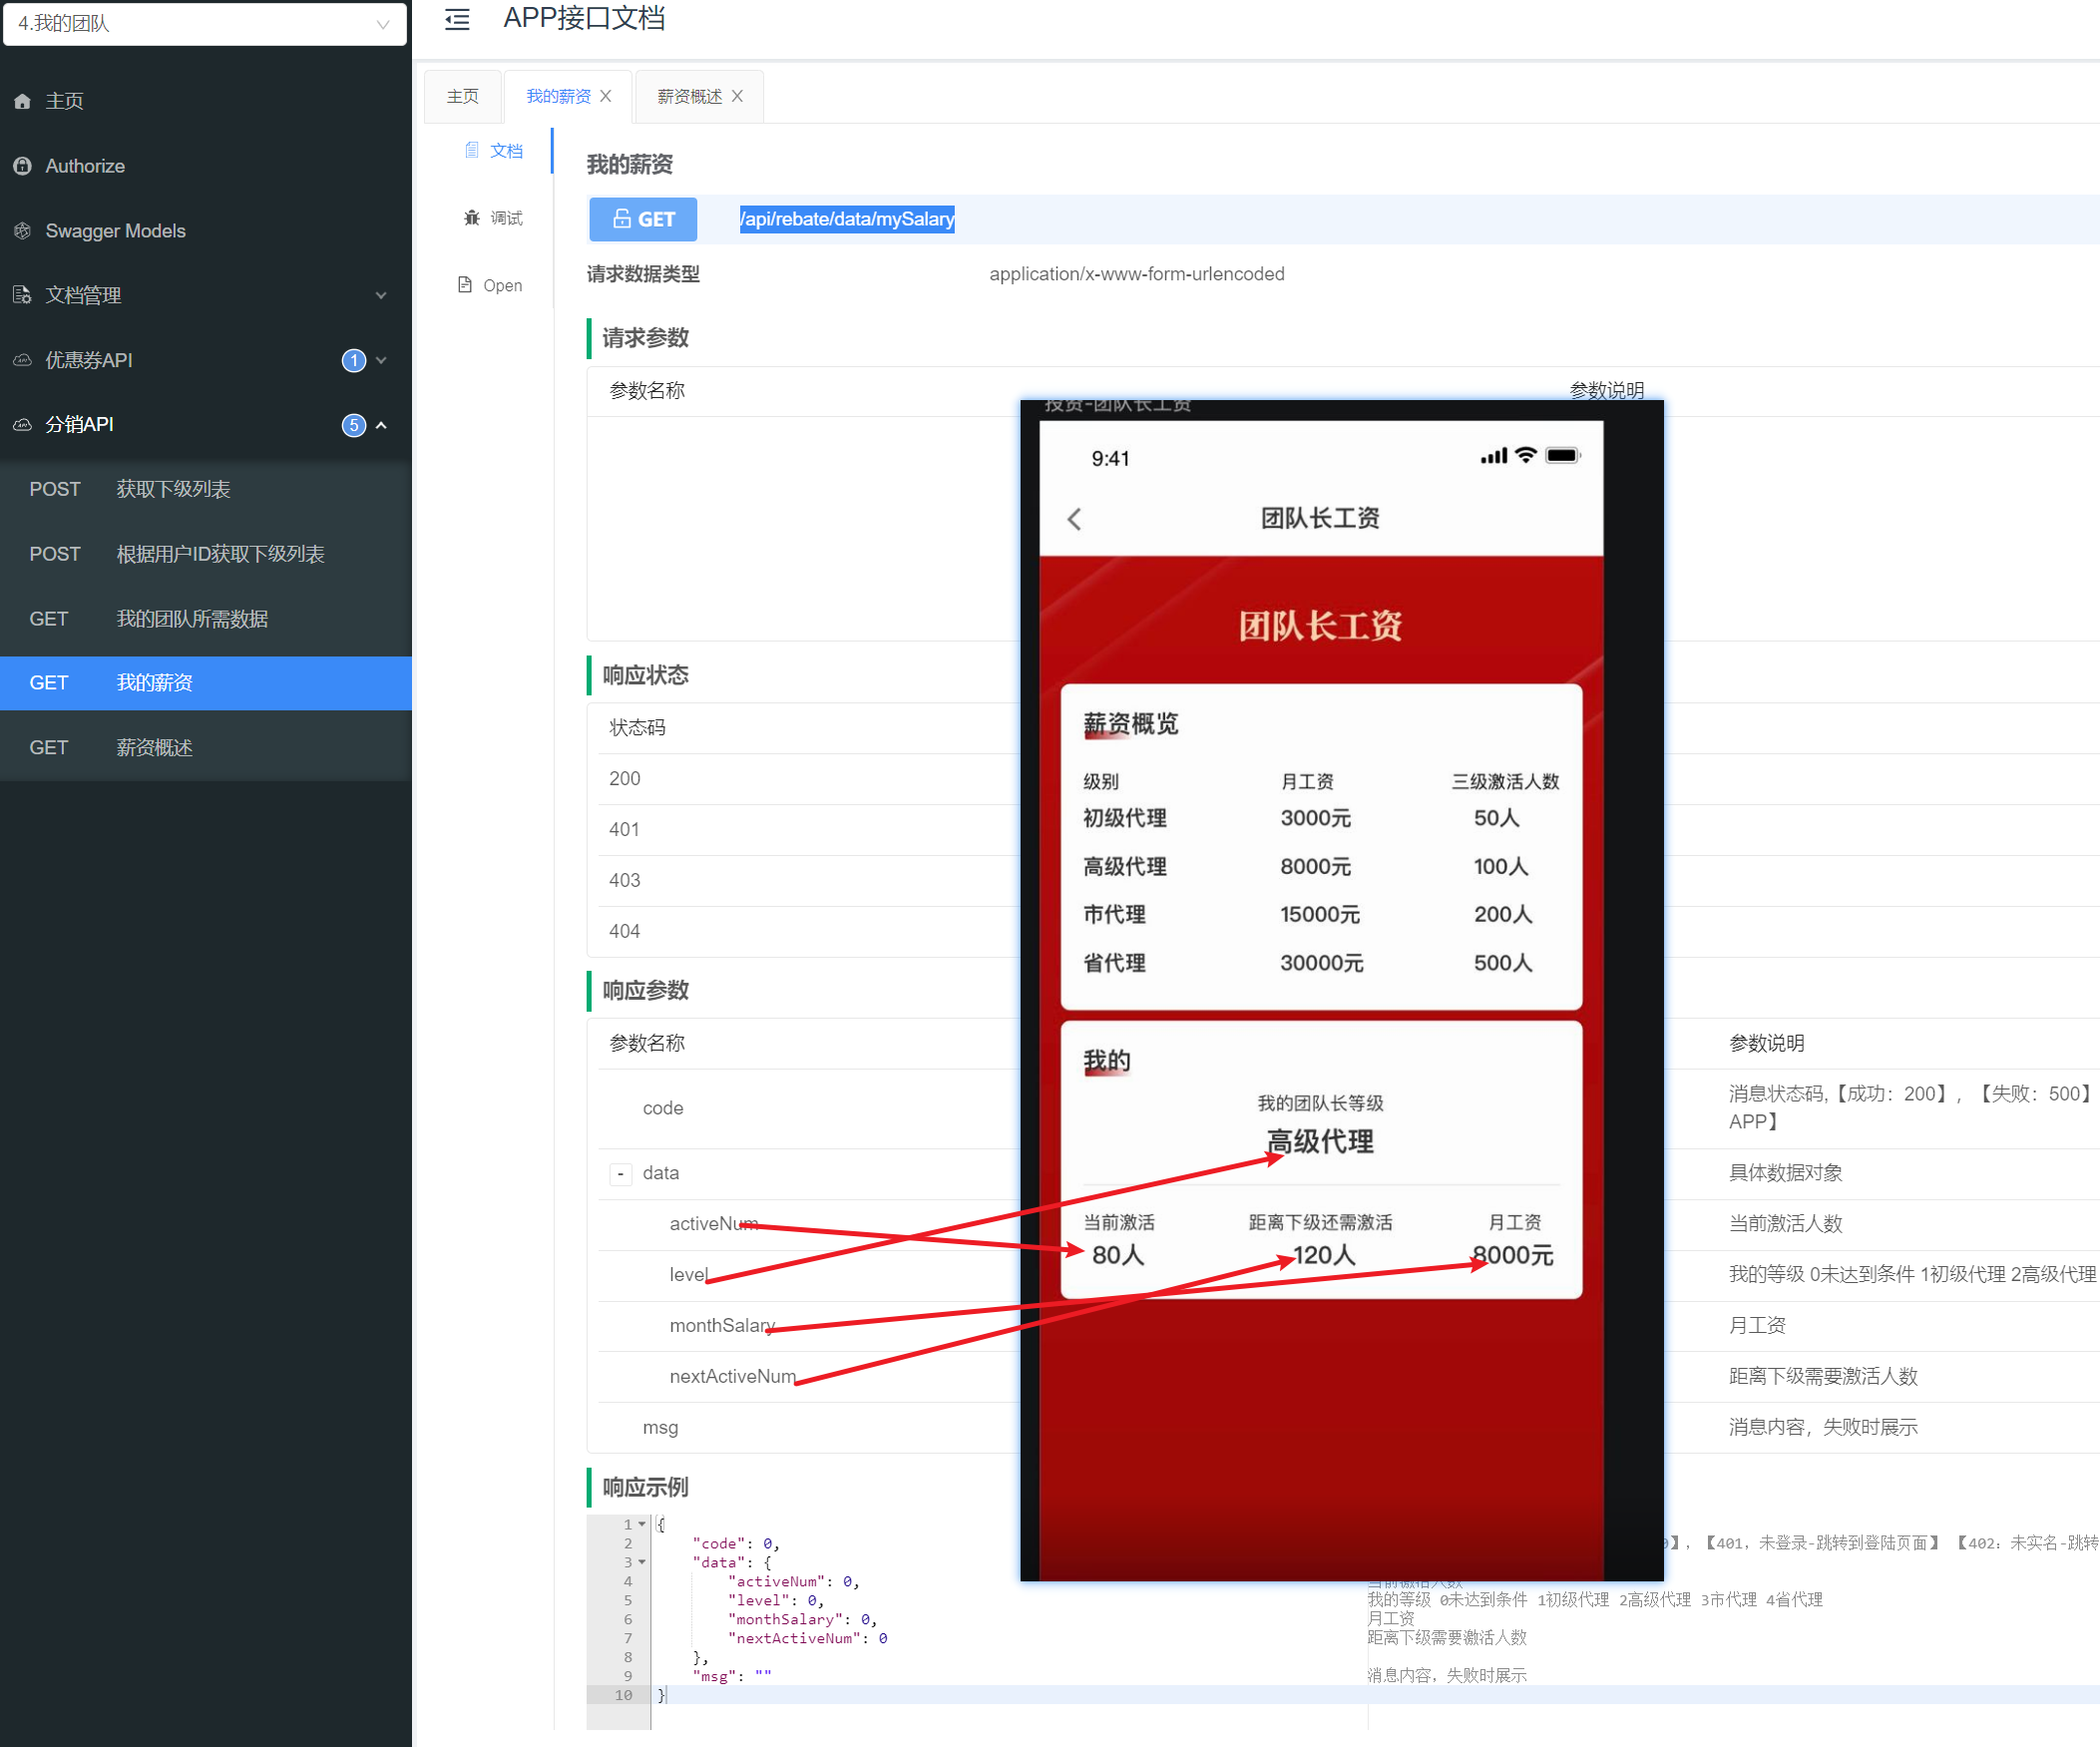 4.我的团队
主页
Authorize
Swagger Models
文档管理
优惠券API 1
分销API 5
POST 获取下级列表
POST 根据用户ID获取下级列表
GET 我的团队所需数据
GET 我的薪资
GET 薪资概述
APP接口文档
主页 我的薪资 薪资概述
文档
调试
Open
我的薪资
GET /api/rebate/data/mySalary
请求数据类型 application/x-www-form-urlencoded
请求参数
参数名称 参数说明
响应状态
状态码
200
401
403
404
响应参数
参数名称 参数说明
code 消息状态码,【成功：200】，【失败：500】
APP】
- data 具体数据对象
activeNum 当前激活人数
level 我的等级 0未达到条件 1初级代理 2高级代理
monthSalary 月工资
nextActiveNum 距离下级需要激活人数
msg 消息内容，失败时展示
响应示例
1 {
2 "code": 0, 0】，【401，未登录-跳转到登陆页面】 【402：未实名-跳转
3 "data": {
4 "activeNum": 0, 当前激活人数
5 "level": 0, 我的等级 0未达到条件 1初级代理 2高级代理 3市代理 4省代理
6 "monthSalary": 0, 月工资
7 "nextActiveNum": 0 距离下级需要激活人数
8 },
9 "msg": "" 消息内容，失败时展示
10 }
投资-团队长工资
9:41
团队长工资
团队长工资
薪资概览
级别 月工资 三级激活人数
初级代理 3000元 50人
高级代理 8000元 100人
市代理 15000元 200人
省代理 30000元 500人
我的
我的团队长等级
高级代理
当前激活 距离下级还需激活 月工资
80人 120人 8000元